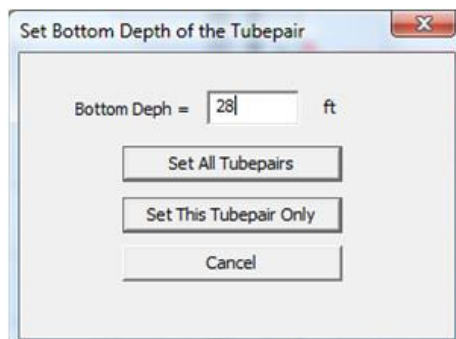 Set Bottom Depth of the Tubepair
Bottom Deph = 28 ft
Set All Tubepairs
Set This Tubepair Only
Cancel